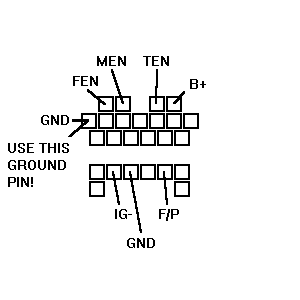 MEN TEN
FEN
B+
GND
USE THIS
GROUND
PIN!
IG- F/P
GND